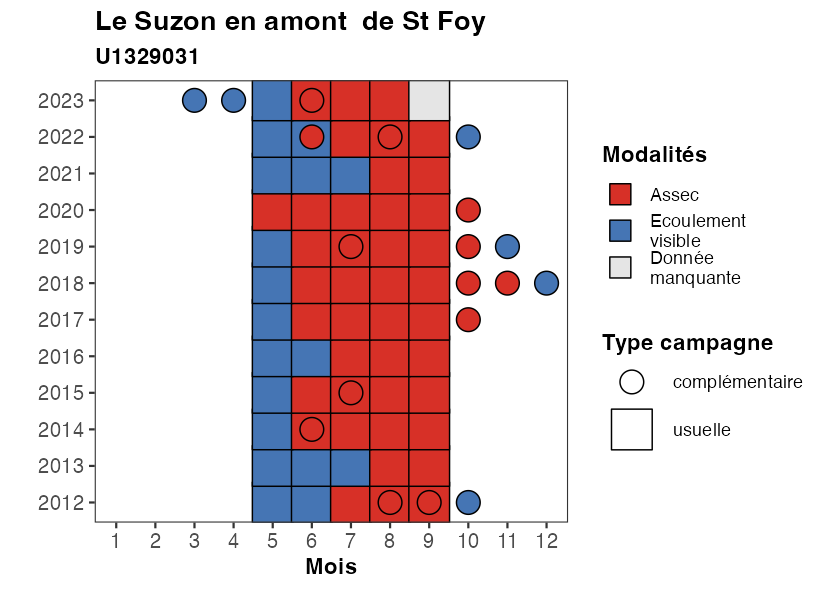 Le Suzon en amont  de St Foy
U1329031
2023
2022
2021
2020
2019
2018
2017
2016
2015
2014
2013
2012
1 2 3 4 5 6 7 8 9 10 11 12
Mois
Modalités
Assec
Ecoulement
visible
Donnée
manquante
Type campagne
complémentaire
usuelle